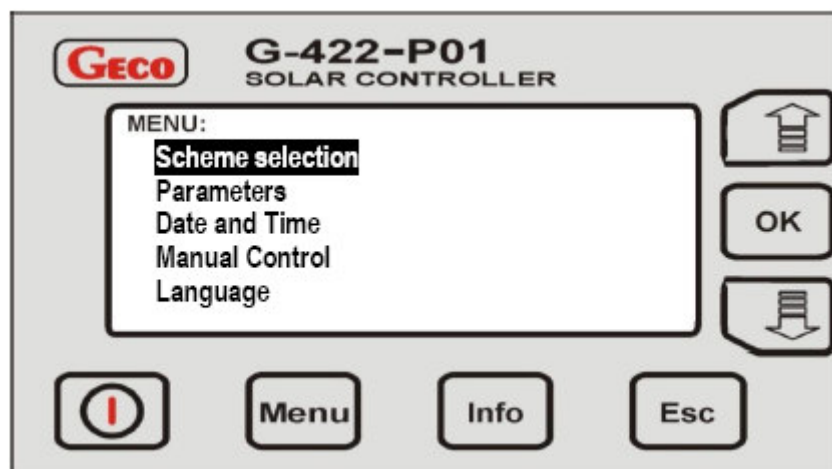 GECO
G-422-P01
SOLAR CONTROLLER
MENU:
Scheme selection
Parameters
Date and Time
Manual Control
Language
OK
Menu
Info
Esc